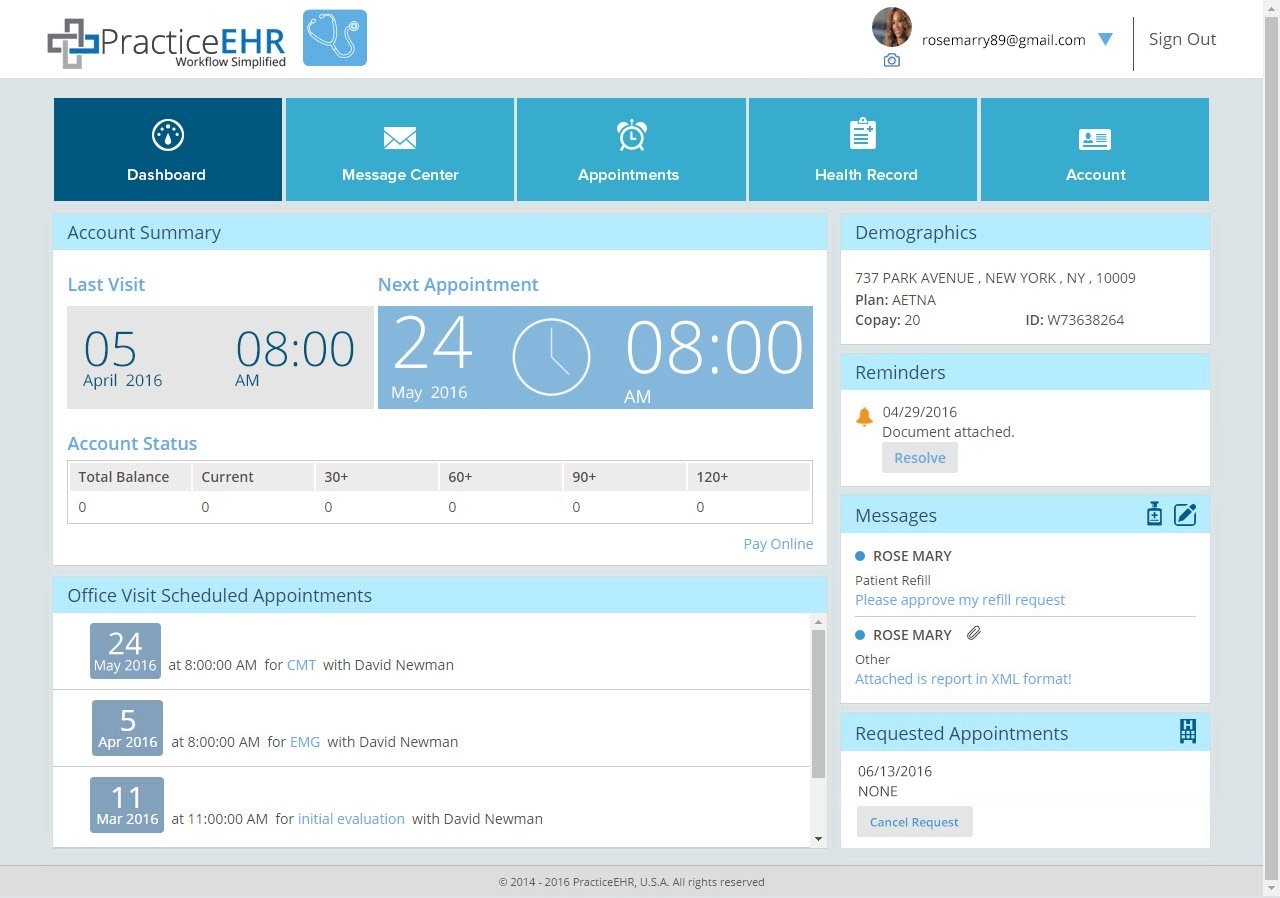 PracticeEHR
Workflow Simplified
rosemarry89@gmail.com
Sign Out
Dashboard
Message Center
Appointments
Health Record
Account
Account Summary
Last Visit
Next Appointment
05
April 2016
08:00
AM
24
May 2016
08:00
AM
Account Status
Total Balance Current 30+ 60+ 90+ 120+
0 0 0 0 0 0
Pay Online
Office Visit Scheduled Appointments
24
May 2016 at 8:00:00 AM for CMT with David Newman
5
Apr 2016 at 8:00:00 AM for EMG with David Newman
11
Mar 2016 at 11:00:00 AM for initial evaluation with David Newman
Demographics
737 PARK AVENUE , NEW YORK , NY , 10009
Plan: AETNA
Copay: 20 ID: W73638264
Reminders
04/29/2016
Document attached.
Resolve
Messages
ROSE MARY
Patient Refill
Please approve my refill request
ROSE MARY
Other
Attached is report in XML format!
Requested Appointments
06/13/2016
NONE
Cancel Request
© 2014 - 2016 PracticeEHR, U.S.A. All rights reserved